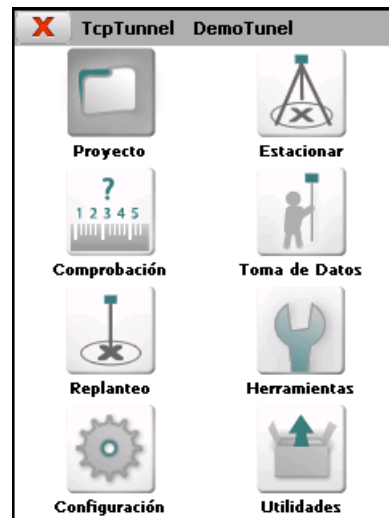 X TcpTunnel DemoTunel
Proyecto Estacionar
?
1 2 3 4 5
Comprobación Toma de Datos
Replanteo Herramientas
Configuración Utilidades